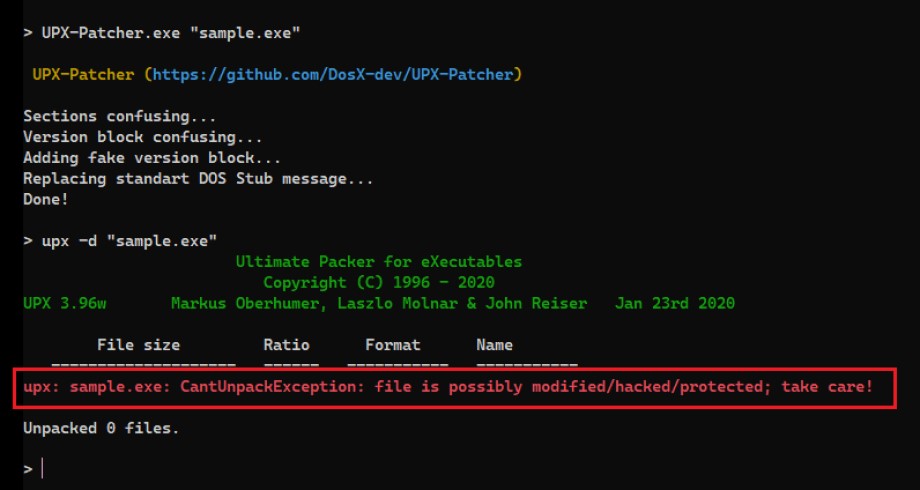 > UPX-Patcher.exe "sample.exe"
UPX-Patcher (https://github.com/DosX-dev/UPX-Patcher)
Sections confusing...
Version block confusing...
Adding fake version block...
Replacing standart DOS Stub message...
Done!
> upx -d "sample.exe"
Ultimate Packer for eXecutables
Copyright (C) 1996 - 2020
UPX 3.96w Markus Oberhumer, Laszlo Molnar & John Reiser Jan 23rd 2020
File size Ratio Format Name
-------------------- ------ ----------- -----------
upx: sample.exe: CantUnpackException: file is possibly modified/hacked/protected; take care!
Unpacked 0 files.
>